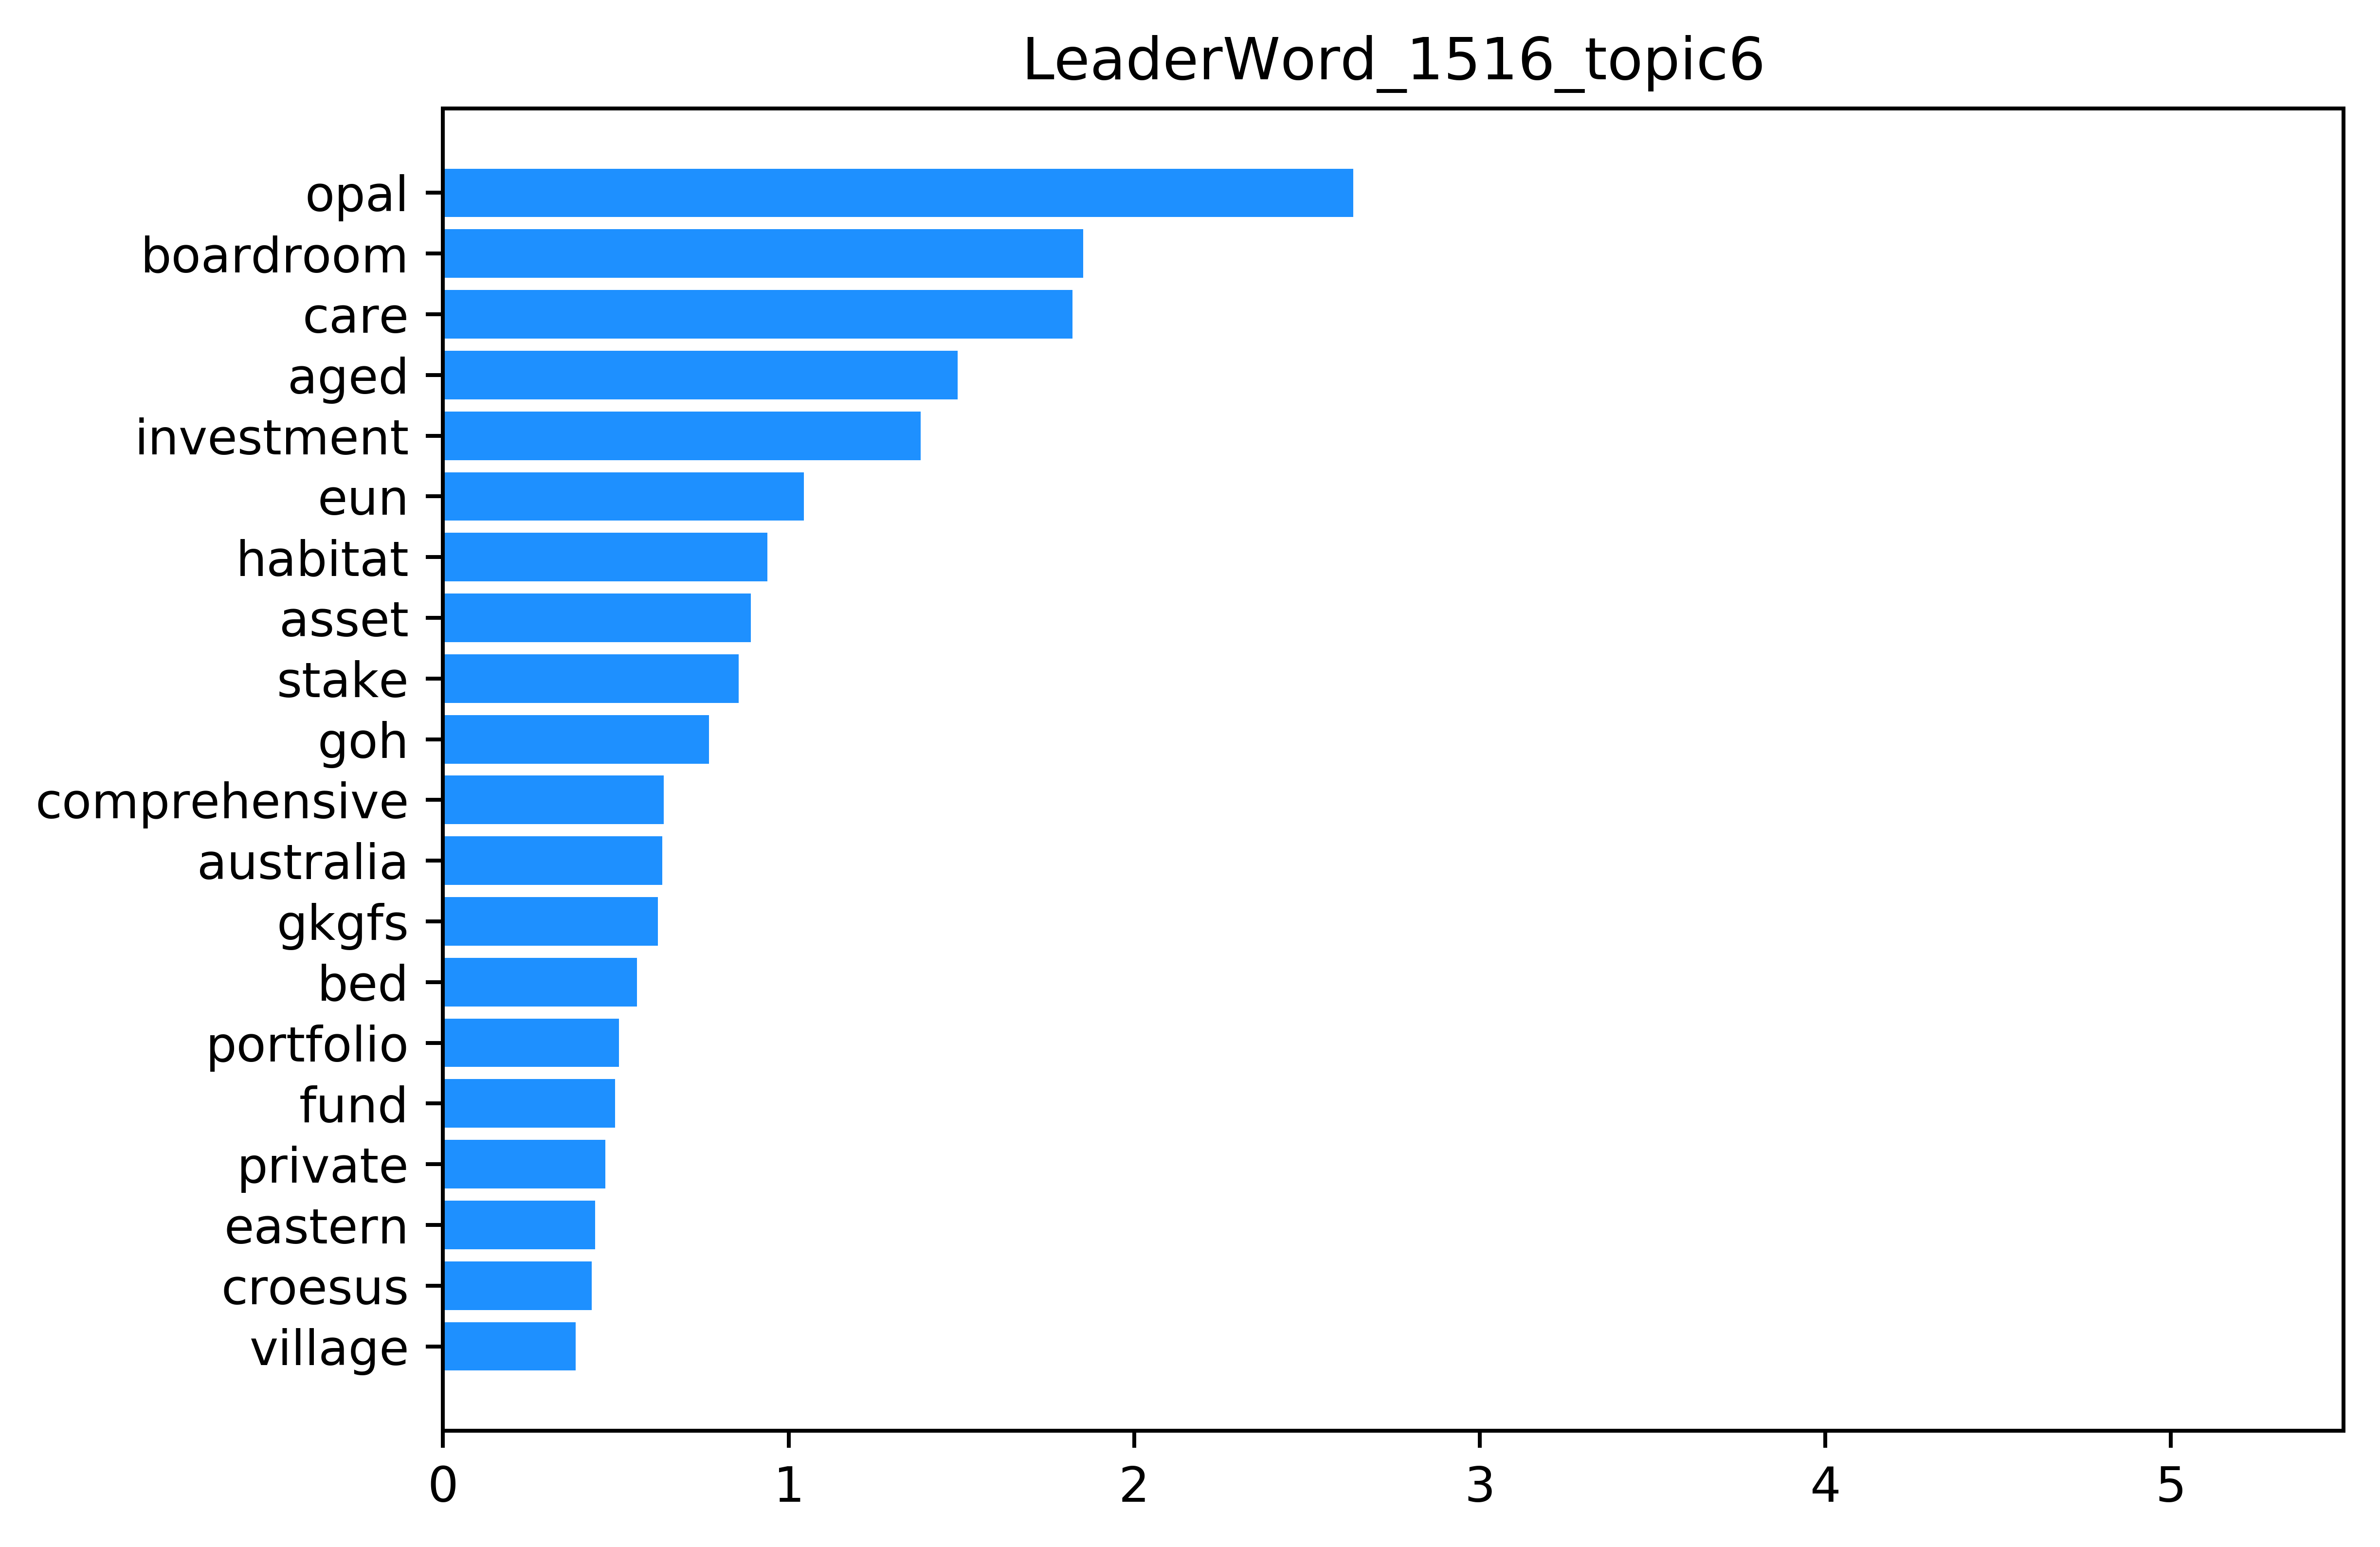 LeaderWord_1516_topic6
opal
boardroom
care
aged
investment
eun
habitat
asset
stake
goh
comprehensive
australia
gkgfs
bed
portfolio
fund
private
eastern
croesus
village
0 1 2 3 4 5